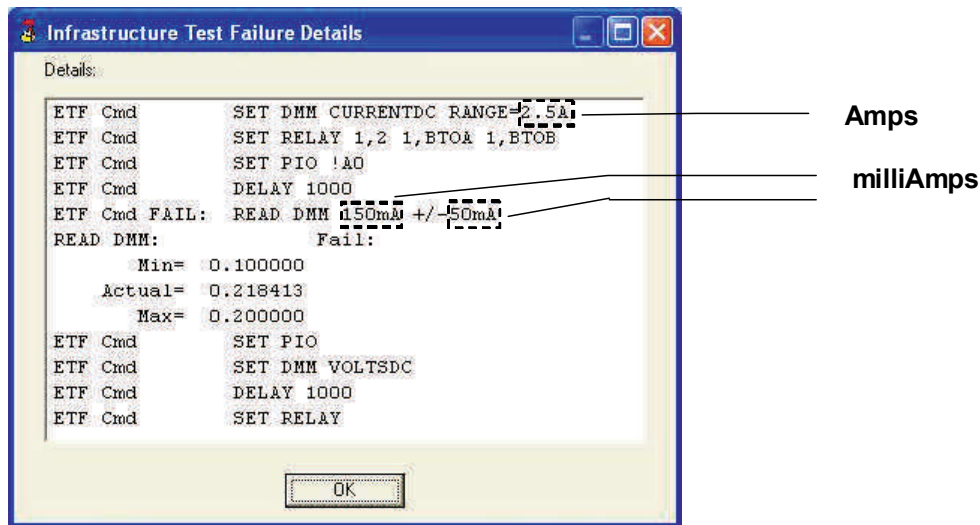 Infrastructure Test Failure Details
Details:
ETF Cmd SET DMM CURRENTDC RANGE=2.5A
ETF Cmd SET RELAY 1,2 1,BTOA 1,BTOB
ETF Cmd SET PIO !A0
ETF Cmd DELAY 1000
ETF Cmd FAIL: READ DMM 150mA +/-50mA
READ DMM: Fail:
Min= 0.100000
Actual= 0.218413
Max= 0.200000
ETF Cmd SET PIO
ETF Cmd SET DMM VOLTSDC
ETF Cmd DELAY 1000
ETF Cmd SET RELAY
OK
Amps
milliAmps